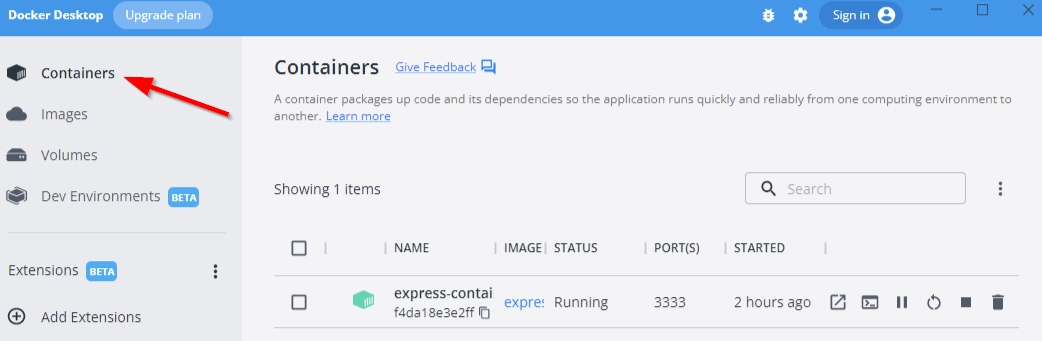 Docker Desktop Upgrade plan Sign in
Containers
Images
Volumes
Dev Environments BETA
Extensions BETA
Add Extensions
Containers Give Feedback
A container packages up code and its dependencies so the application runs quickly and reliably from one computing environment to
another. Learn more
Showing 1 items
Search
NAME IMAGE STATUS PORT(S) STARTED
express-contai expres Running 3333 2 hours ago
f4da18e3e2ff